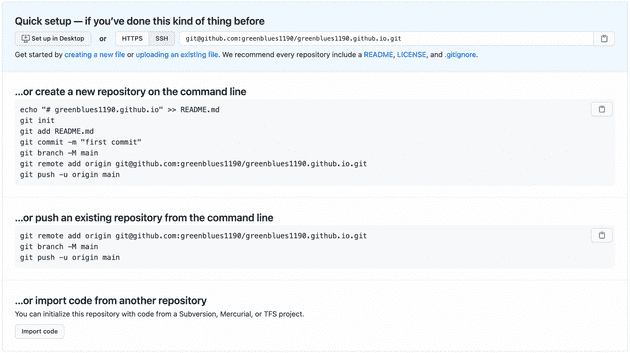 Quick setup — if you’ve done this kind of thing before
Set up in Desktop or HTTPS SSH git@github.com:greenblues1190/greenblues1190.github.io.git
Get started by creating a new file or uploading an existing file. We recommend every repository include a README, LICENSE, and .gitignore.
…or create a new repository on the command line
echo "# greenblues1190.github.io" >> README.md
git init
git add README.md
git commit -m "first commit"
git branch -M main
git remote add origin git@github.com:greenblues1190/greenblues1190.github.io.git
git push -u origin main
…or push an existing repository from the command line
git remote add origin git@github.com:greenblues1190/greenblues1190.github.io.git
git branch -M main
git push -u origin main
…or import code from another repository
You can initialize this repository with code from a Subversion, Mercurial, or TFS project.
Import code